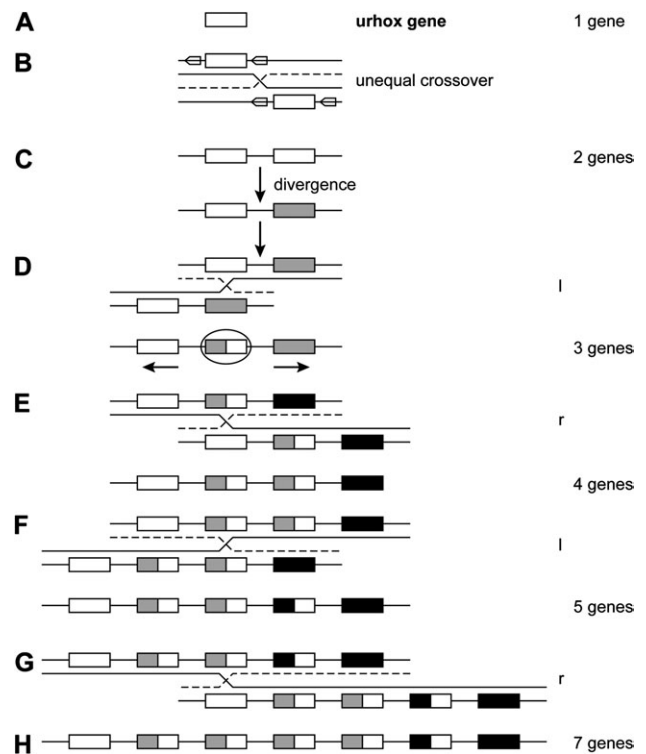 A urhox gene 1 gene
B
unequal crossover
C 2 genes
divergence
D
l
3 genes
E
r
4 genes
F
l
5 genes
G
r
H 7 genes